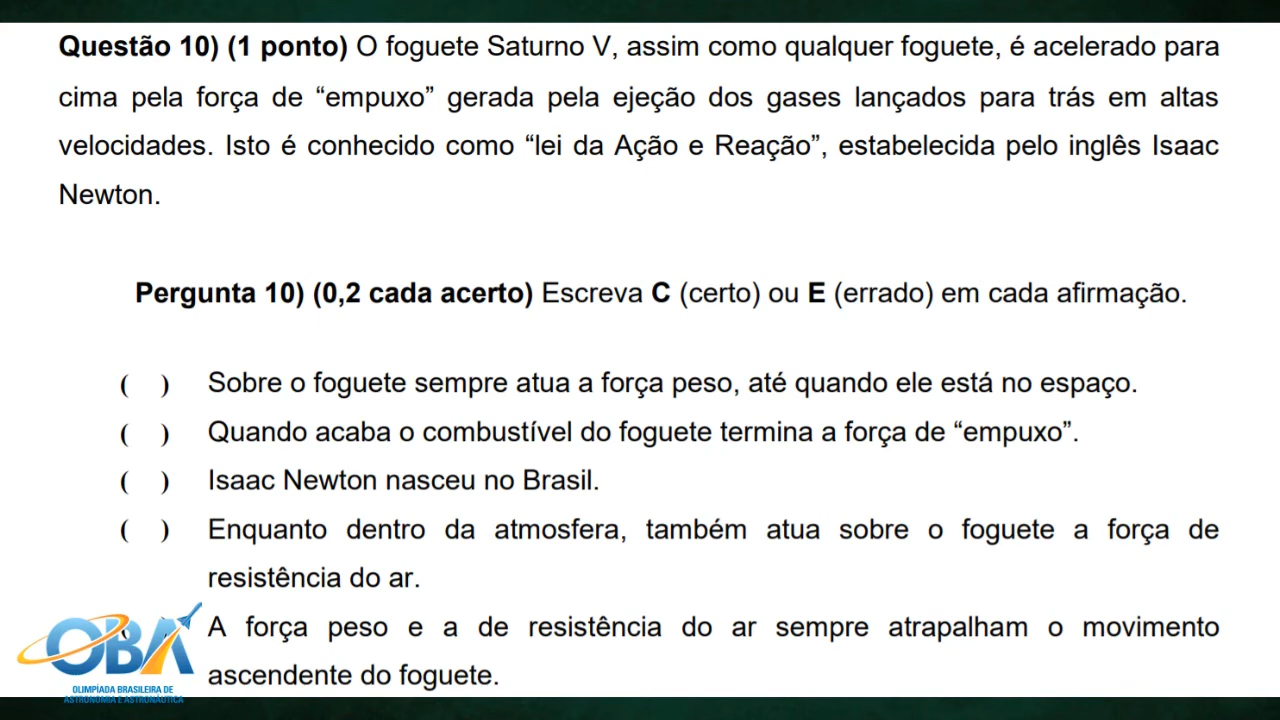 Questão 10) (1 ponto) O foguete Saturno V, assim como qualquer foguete, é acelerado para
cima pela força de “empuxo” gerada pela ejeção dos gases lançados para trás em altas
velocidades. Isto é conhecido como “lei da Ação e Reação”, estabelecida pelo inglês Isaac
Newton.
Pergunta 10) (0,2 cada acerto) Escreva C (certo) ou E (errado) em cada afirmação.
( ) Sobre o foguete sempre atua a força peso, até quando ele está no espaço.
( ) Quando acaba o combustível do foguete termina a força de “empuxo”.
( ) Isaac Newton nasceu no Brasil.
( ) Enquanto dentro da atmosfera, também atua sobre o foguete a força de
resistência do ar.
A força peso e a de resistência do ar sempre atrapalham o movimento
ascendente do foguete.
OBA
OLIMPÍADA BRASILEIRA DE
ASTRONOMIA E ASTRONÁUTICA